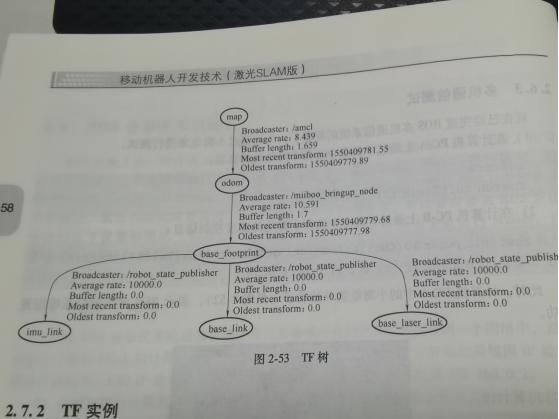 移动机器人开发技术（激光SLAM版）
map
Broadcaster: /amcl
Average rate: 8.439
Buffer length: 1.659
Most recent transform: 1550409781.55
Oldest transform: 1550409779.89
odom
58
Broadcaster: /miiboo_bringup_node
Average rate: 10.591
Buffer length: 1.7
Most recent transform: 1550409779.68
Oldest transform: 1550409777.98
base_footprint
Broadcaster: /robot_state_publisher
Average rate: 10000.0
Buffer length: 0.0
Most recent transform: 0.0
Oldest transform: 0.0
imu_link
Broadcaster: /robot_state_publisher
Average rate: 10000.0
Buffer length: 0.0
Most recent transform: 0.0
Oldest transform: 0.0
base_link
Broadcaster: /robot_state_publish
Average rate: 10000.0
Buffer length: 0.0
Most recent transform: 0.0
Oldest transform: 0.0
base_laser_link
图 2-53 TF 树
2.7.2 TF 实例